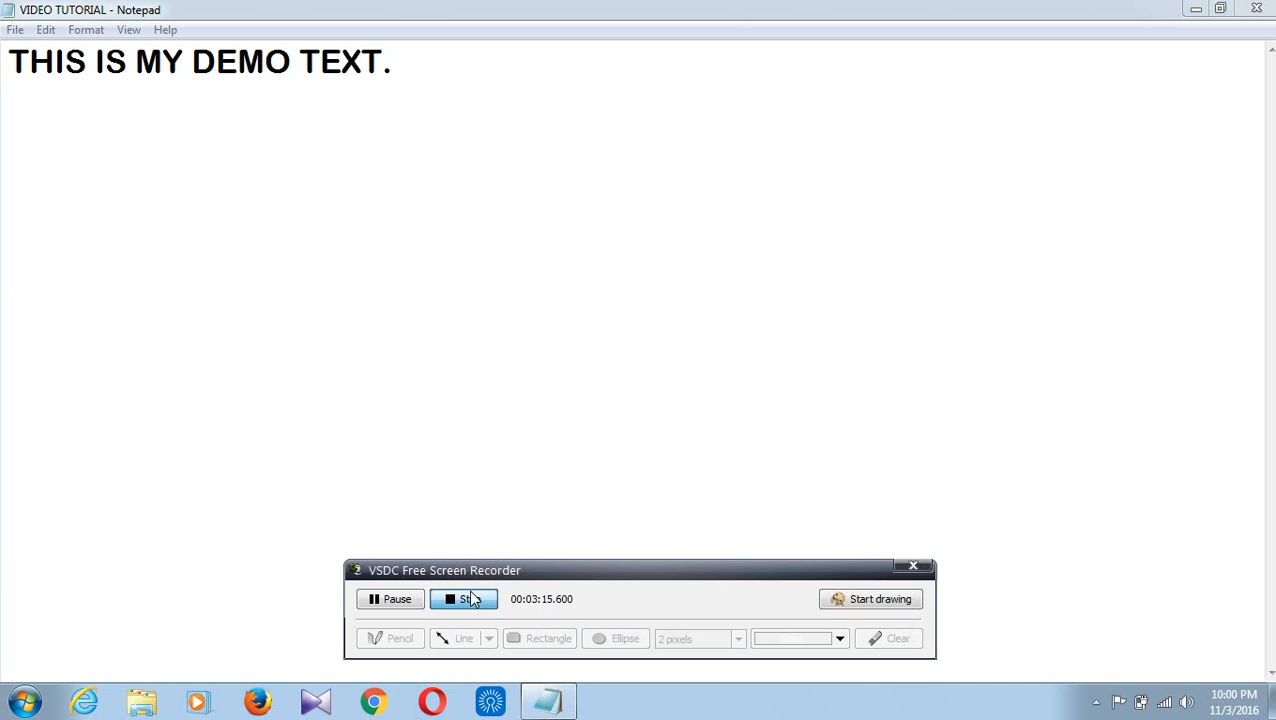 VIDEO TUTORIAL - Notepad
File Edit Format View Help
THIS IS MY DEMO TEXT.
VSDC Free Screen Recorder
Pause 00:03:15.600 Start drawing
Pencil Line Rectangle Ellipse 2 pixels Clear
10:00 PM
11/3/2016